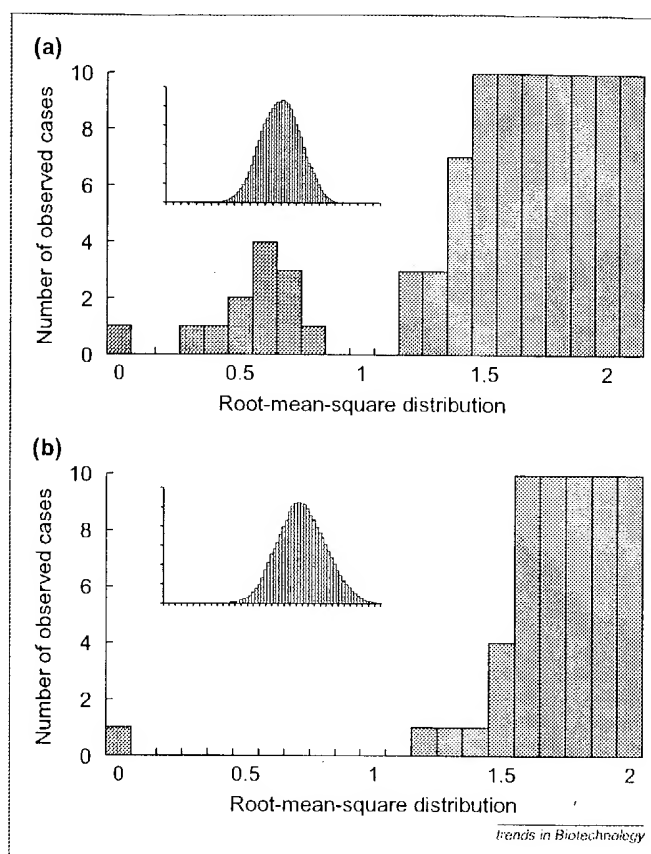 (a)
10
8
6
4
2
0
Number of observed cases
0 0.5 1 1.5 2
Root-mean-square distribution
(b)
10
8
6
4
2
0
Number of observed cases
0 0.5 1 1.5 2
Root-mean-square distribution
trends in Biotechnology